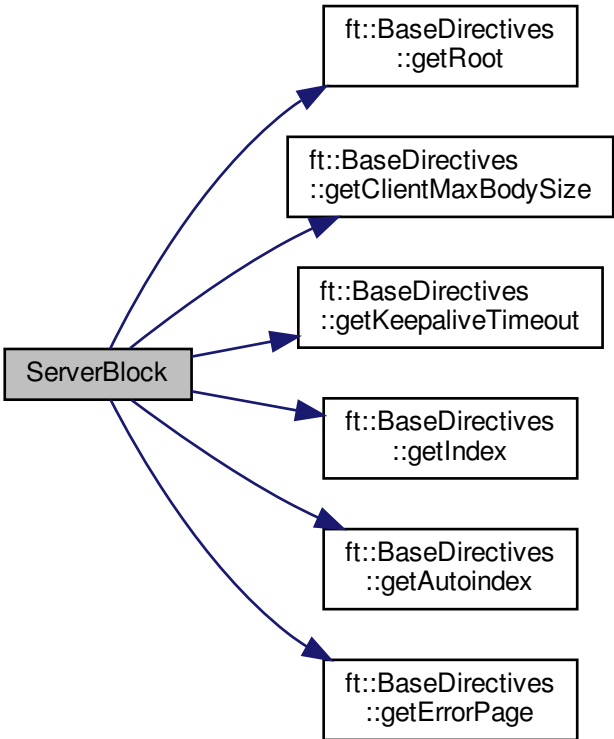 ft::BaseDirectives
::getRoot
ft::BaseDirectives
::getClientMaxBodySize
ft::BaseDirectives
::getKeepaliveTimeout
ServerBlock
ft::BaseDirectives
::getIndex
ft::BaseDirectives
::getAutoindex
ft::BaseDirectives
::getErrorPage